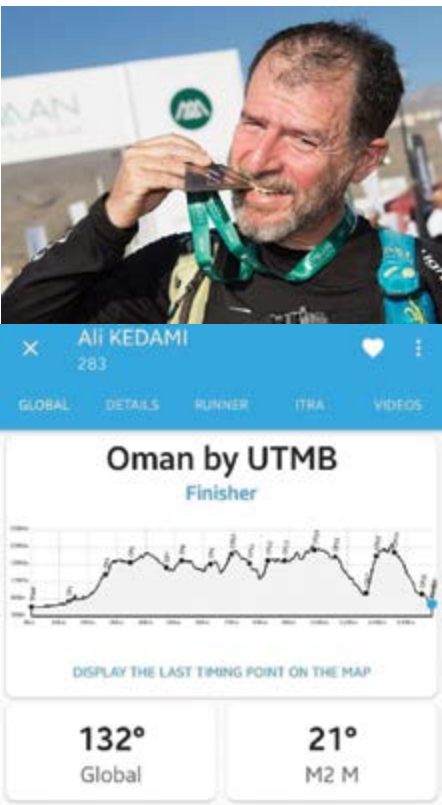 MAN
Ali KEDAMI
283
GLOBAL DETAILS RUNNER ITRA VIDEOS
Oman by UTMB
Finisher
DISPLAY THE LAST TIMING POINT ON THE MAP
132° 21°
Global M2 M